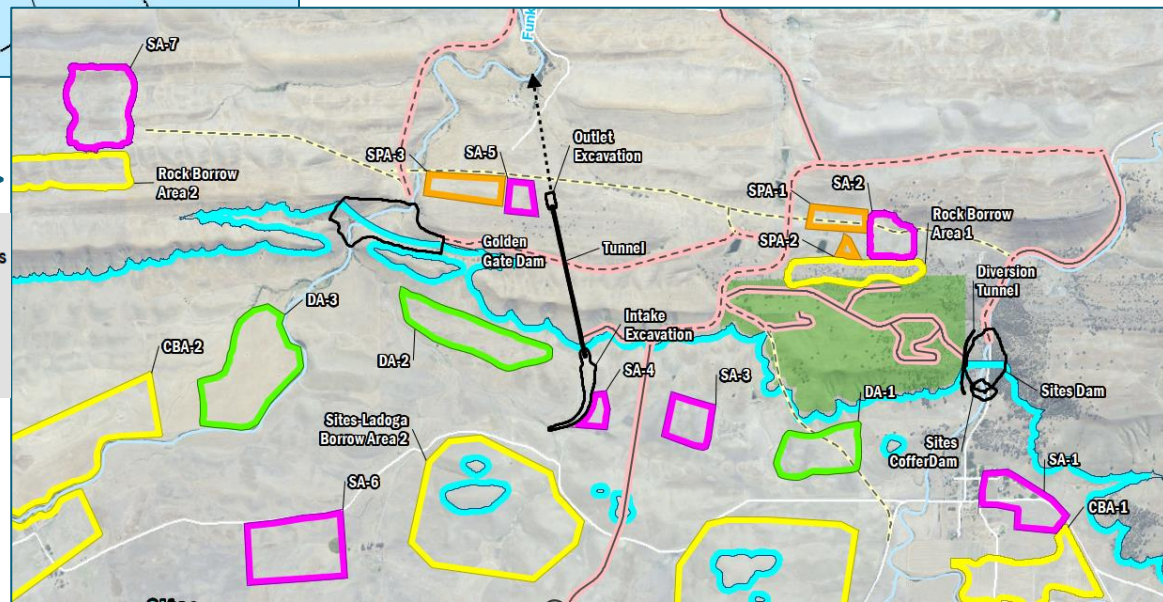 Funk
SA-7
Outlet
Excavation
SPA-3
SA-5
Rock Borrow
Area 2
SPA-1
SA-2
Rock Borrow
Area 1
SPA-2
Golden
Gate Dam
Tunnel
Diversion
Tunnel
s
DA-3
Intake
Excavation
CBA-2
DA-2
SA-4
SA-3
DA-1
Sites Dam
Sites-Ladoga
Borrow Area 2
Sites
CofferDam
SA-1
SA-6
CBA-1